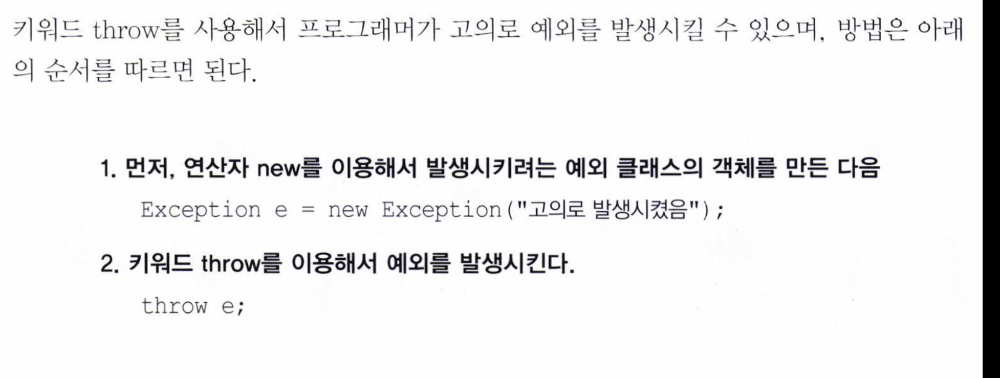 키워드 throw를 사용해서 프로그래머가 고의로 예외를 발생시킬 수 있으며, 방법은 아래
의 순서를 따르면 된다.
1. 먼저, 연산자 new를 이용해서 발생시키려는 예외 클래스의 객체를 만든 다음
Exception e = new Exception("고의로 발생시켰음");
2. 키워드 throw를 이용해서 예외를 발생시킨다.
throw e;